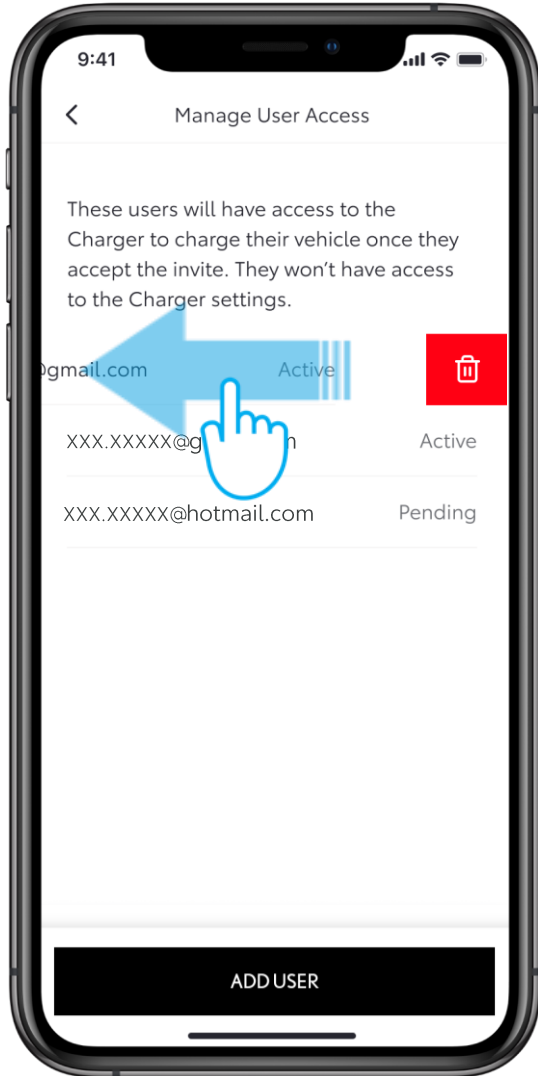 9:41
Manage User Access
These users will have access to the
Charger to charge their vehicle once they
accept the invite. They won't have access
to the Charger settings.
@gmail.com Active
XXX.XXXXX@g m Active
XXX.XXXXX@hotmail.com Pending
ADD USER